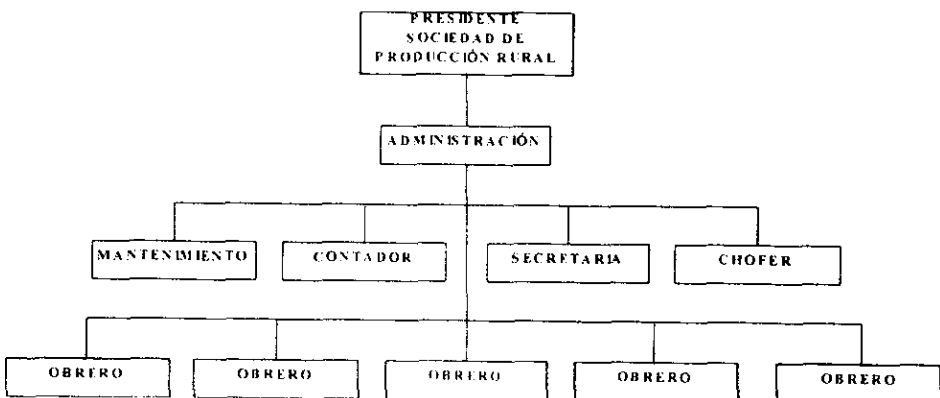 PRESIDENTE
SOCIEDAD DE
PRODUCCIÓN RURAL
ADMINISTRACIÓN
MANTENIMIENTO
CONTADOR
SECRETARIA
CHOFER
OBRERO
OBRERO
OBRERO
OBRERO
OBRERO